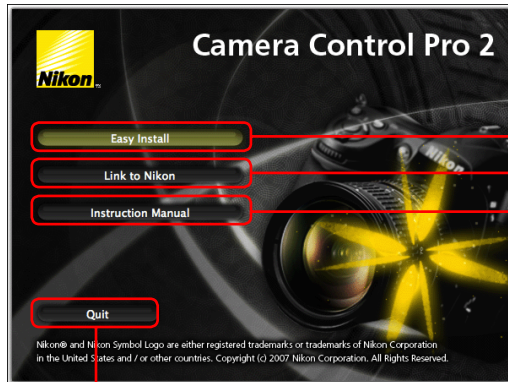 Nikon
Camera Control Pro 2
Easy Install
Link to Nikon
Instruction Manual
Quit
Nikon® and Nikon Symbol Logo are either registered trademarks or trademarks of Nikon Corporation
in the United States and / or other countries. Copyright (c) 2007 Nikon Corporation. All Rights Reserved.
Nikon